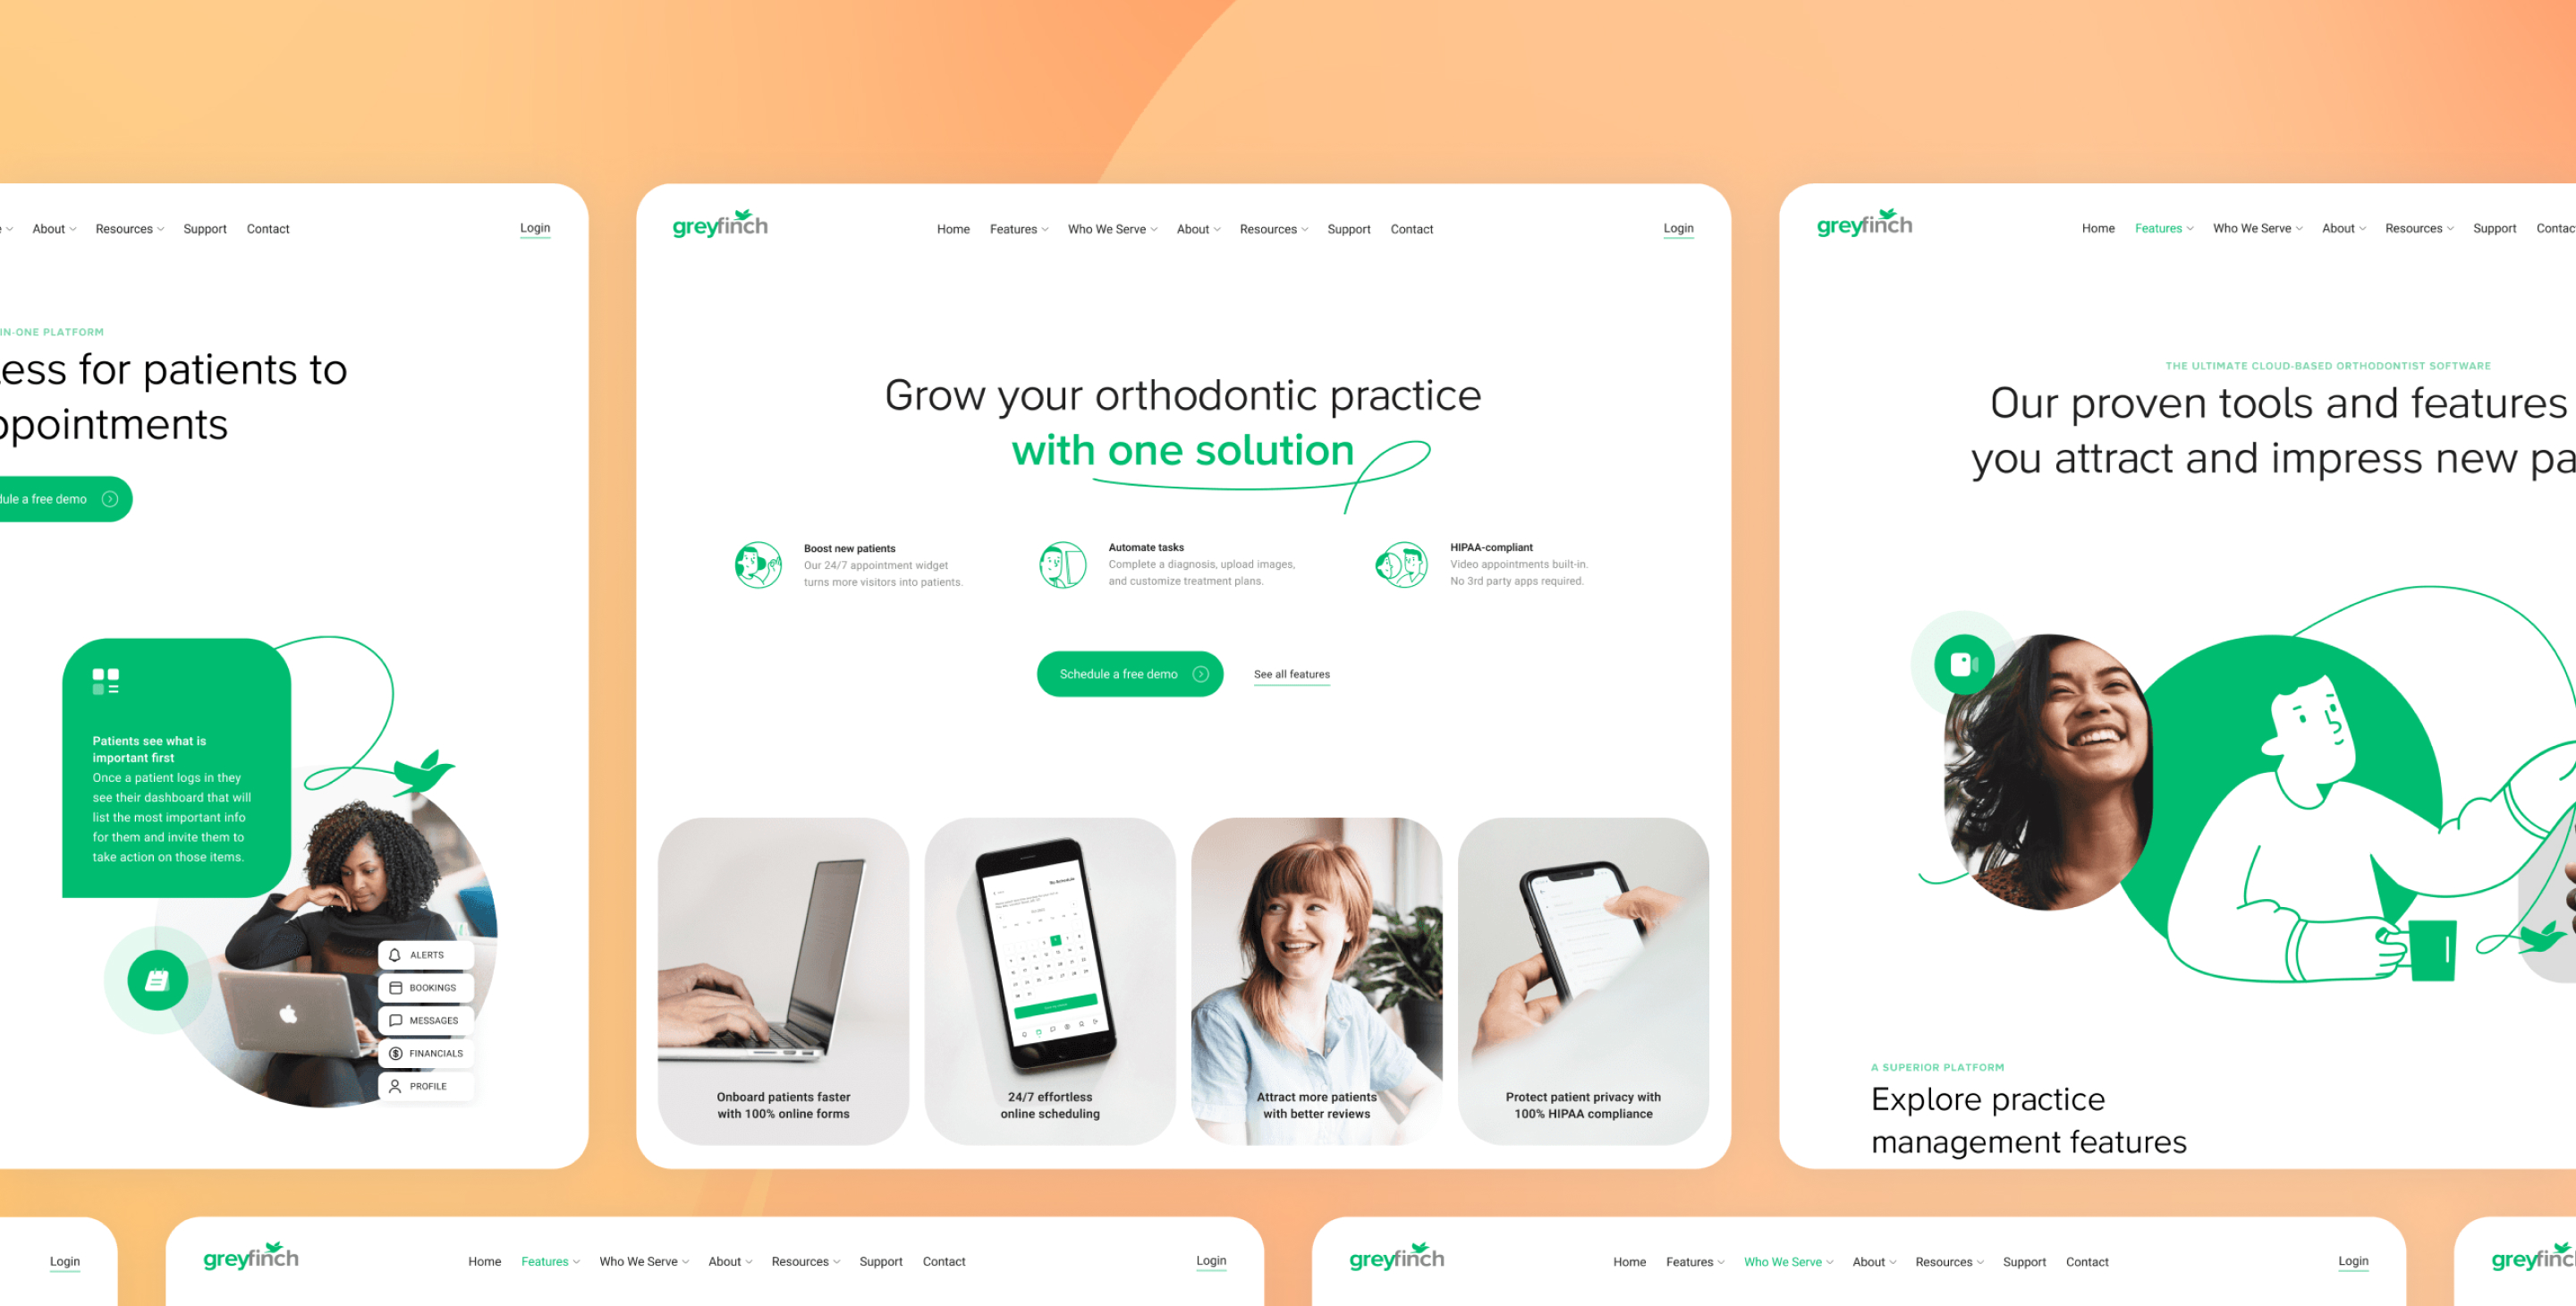 About
Resources
Support
Contact
Login
IN-ONE PLATFORM
ess for patients to
ppointments
dule a free demo
Patients see what is
important first
Once a patient logs in they
see their dashboard that will
list the most important info
for them and invite them to
take action on those items.
ALERTS
BOOKINGS
MESSAGES
FINANCIALS
PROFILE
greyfinch
Home
Features
Who We Serve
About
Resources
Support
Contact
Login
Grow your orthodontic practice
with one solution
Boost new patients
Our 24/7 appointment widget
turns more visitors into patients.
Automate tasks
Complete a diagnosis, upload images,
and customize treatment plans.
HIPAA-compliant
Video appointments built-in.
No 3rd party apps required.
Schedule a free demo
See all features
My Schedule
Onboard patients faster
with 100% online forms
24/7 effortless
online scheduling
Attract more patients
with better reviews
Protect patient privacy with
100% HIPAA compliance
greyfinch
Home
Features
Who We Serve
About
Resources
Support
Contac
THE ULTIMATE CLOUD-BASED ORTHODONTIST SOFTWARE
Our proven tools and features
you attract and impress new pa
A SUPERIOR PLATFORM
Explore practice
management features
Login
greyfinch
Home
Features
Who We Serve
About
Resources
Support
Contact
Login
greyfinch
Home
Features
Who We Serve
About
Resources
Support
Contact
Login
greyfinc